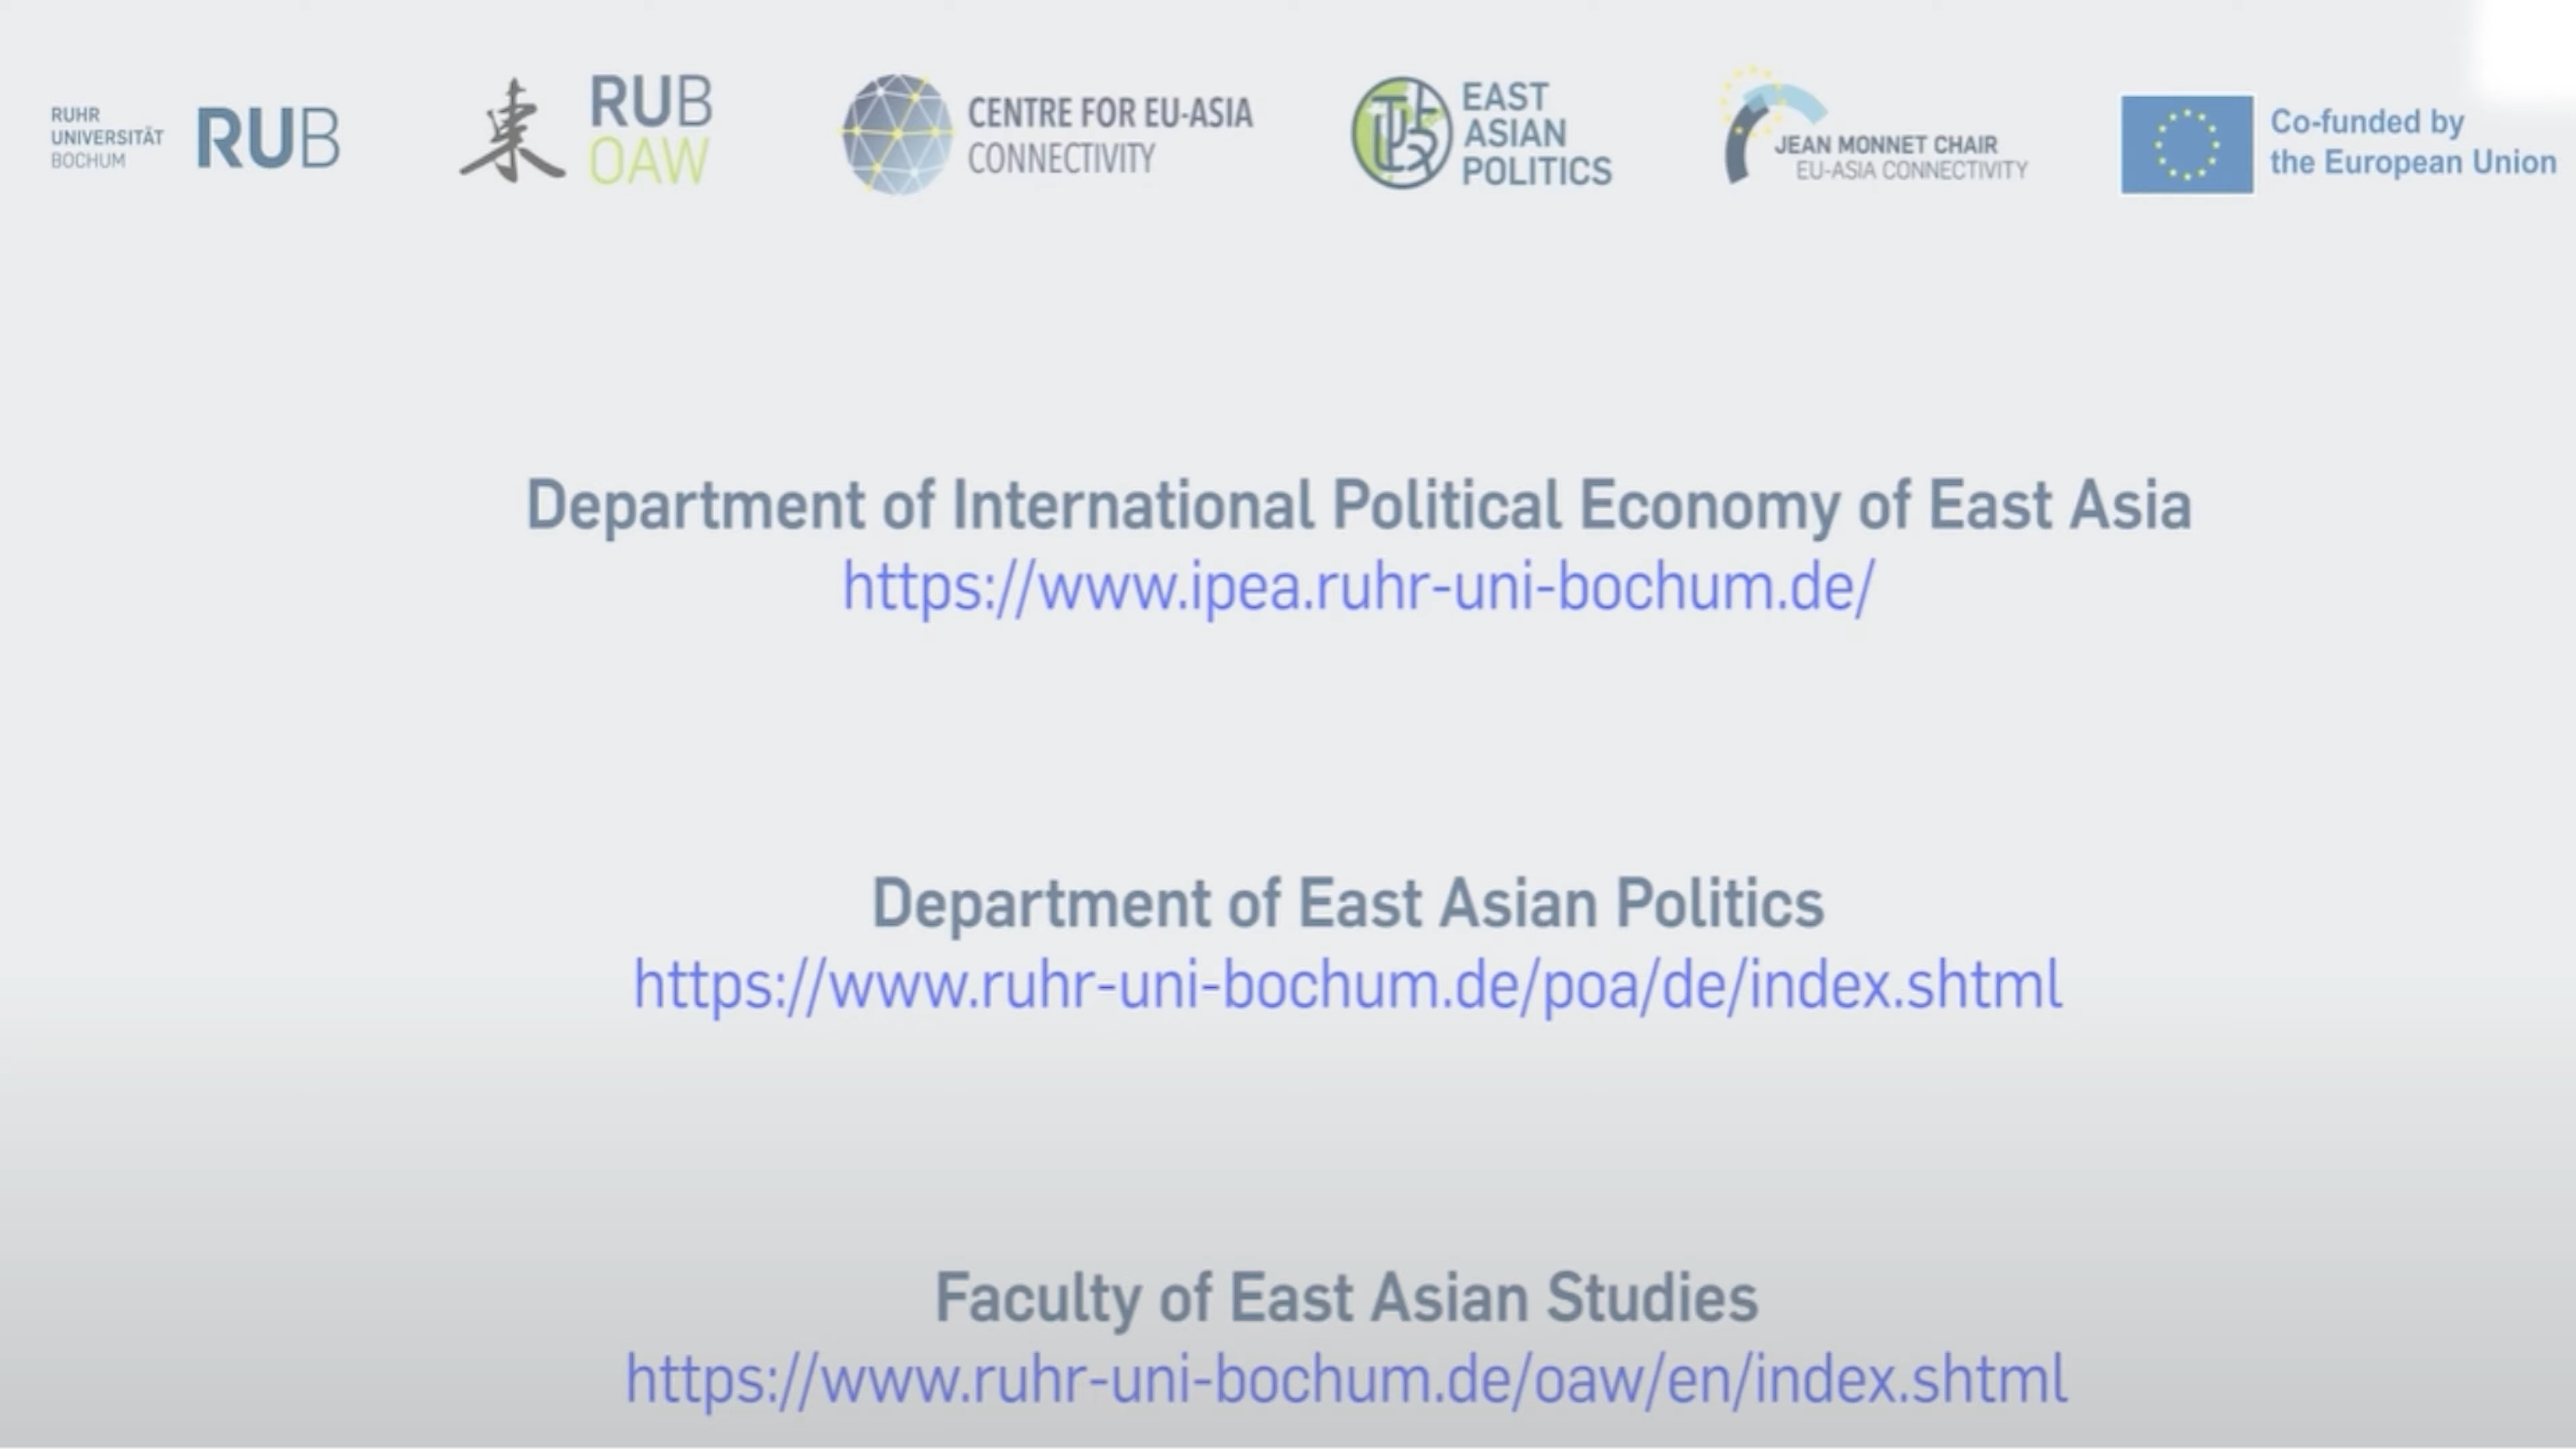 RUHR
UNIVERSITÄT
BOCHUM
RUB
東
RUB
OAW
CENTRE FOR EU-ASIA
CONNECTIVITY
EAST
ASIAN
POLITICS
JEAN MONNET CHAIR
EU-ASIA CONNECTIVITY
Co-funded by
the European Union
Department of International Political Economy of East Asia
https://www.ipea.ruhr-uni-bochum.de/
Department of East Asian Politics
https://www.ruhr-uni-bochum.de/poa/de/index.shtml
Faculty of East Asian Studies
https://www.ruhr-uni-bochum.de/oaw/en/index.shtml